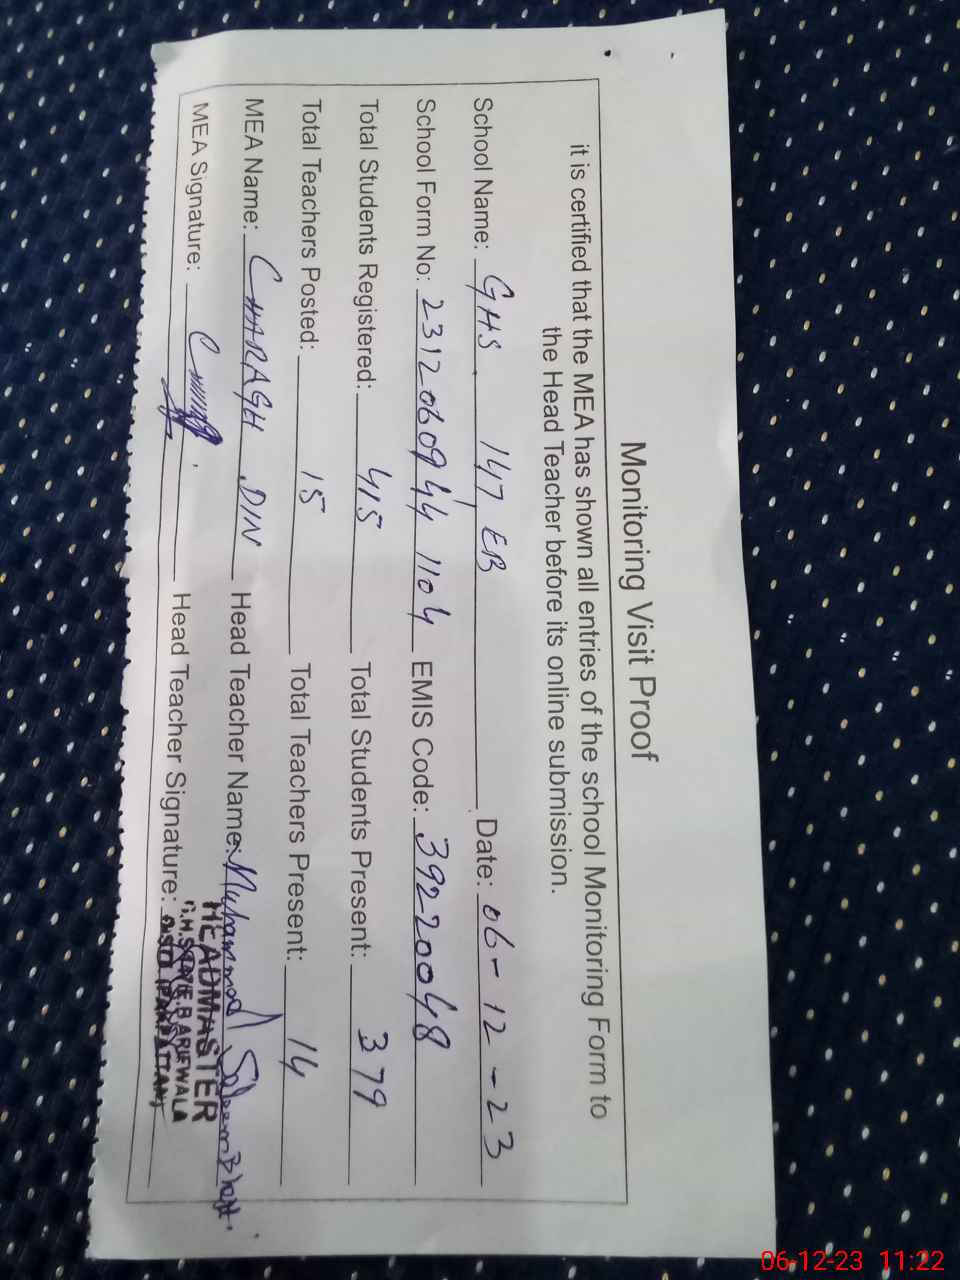 Monitoring Visit Proof
it is certified that the MEA has shown all entries of the school Monitoring Form to
the Head Teacher before its online submission.
School Name: GHS 147 EB Date: 06-12-23
School Form No: 2312060944 1104 EMIS Code: 39220048
Total Students Registered: 415 Total Students Present: 379
Total Teachers Posted: 15 Total Teachers Present: 14
MEA Name: CHARAGH DIN Head Teacher Name: Muhammad Saleem Bhatti
MEA Signature: Head Teacher Signature:
HEADMASTER
ARIFWALA
06-12-23 11:22